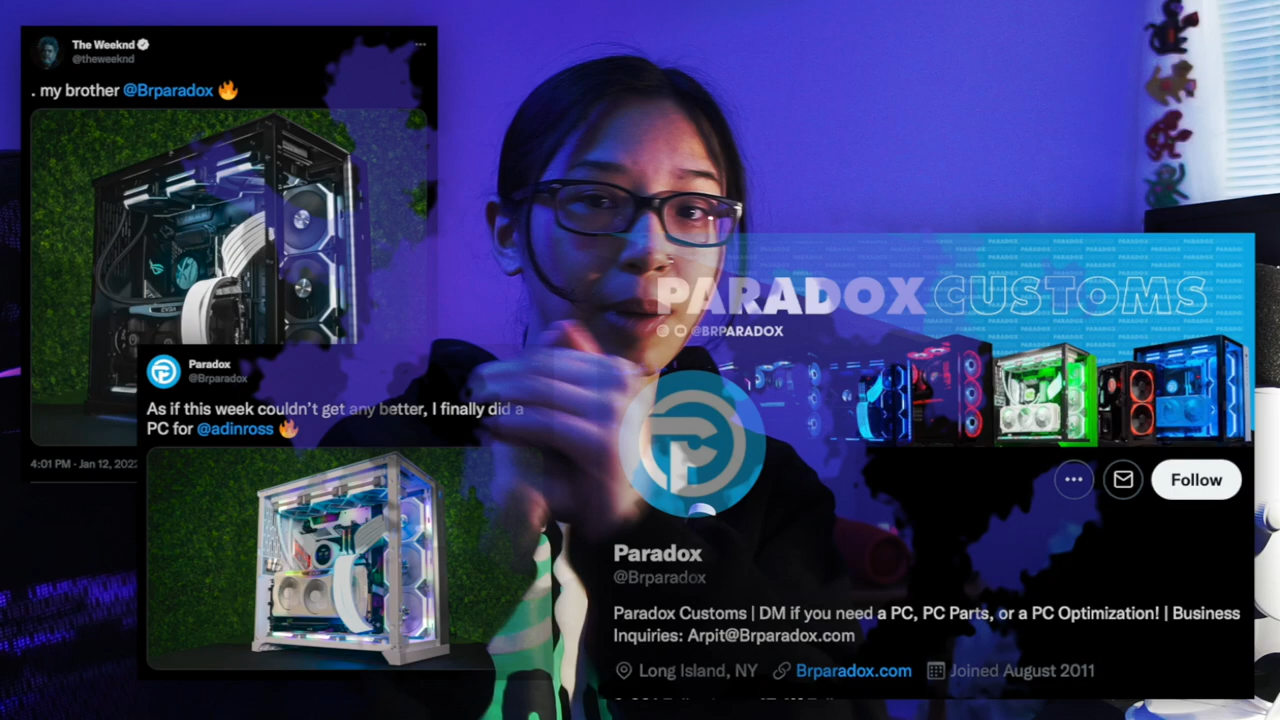 The Weeknd
@theweeknd
. my brother @Brparadox 🔥
4:01 PM · Jan 12, 2022
Paradox
@Brparadox
As if this week couldn't get any better, I finally did a
PC for @adinross 🔥
PARADOX CUSTOMS
@BRPARADOX
Follow
Paradox
@Brparadox
Paradox Customs | DM if you need a PC, PC Parts, or a PC Optimization! | Business
Inquiries: Arpit@Brparadox.com
Long Island, NY Brparadox.com Joined August 2011